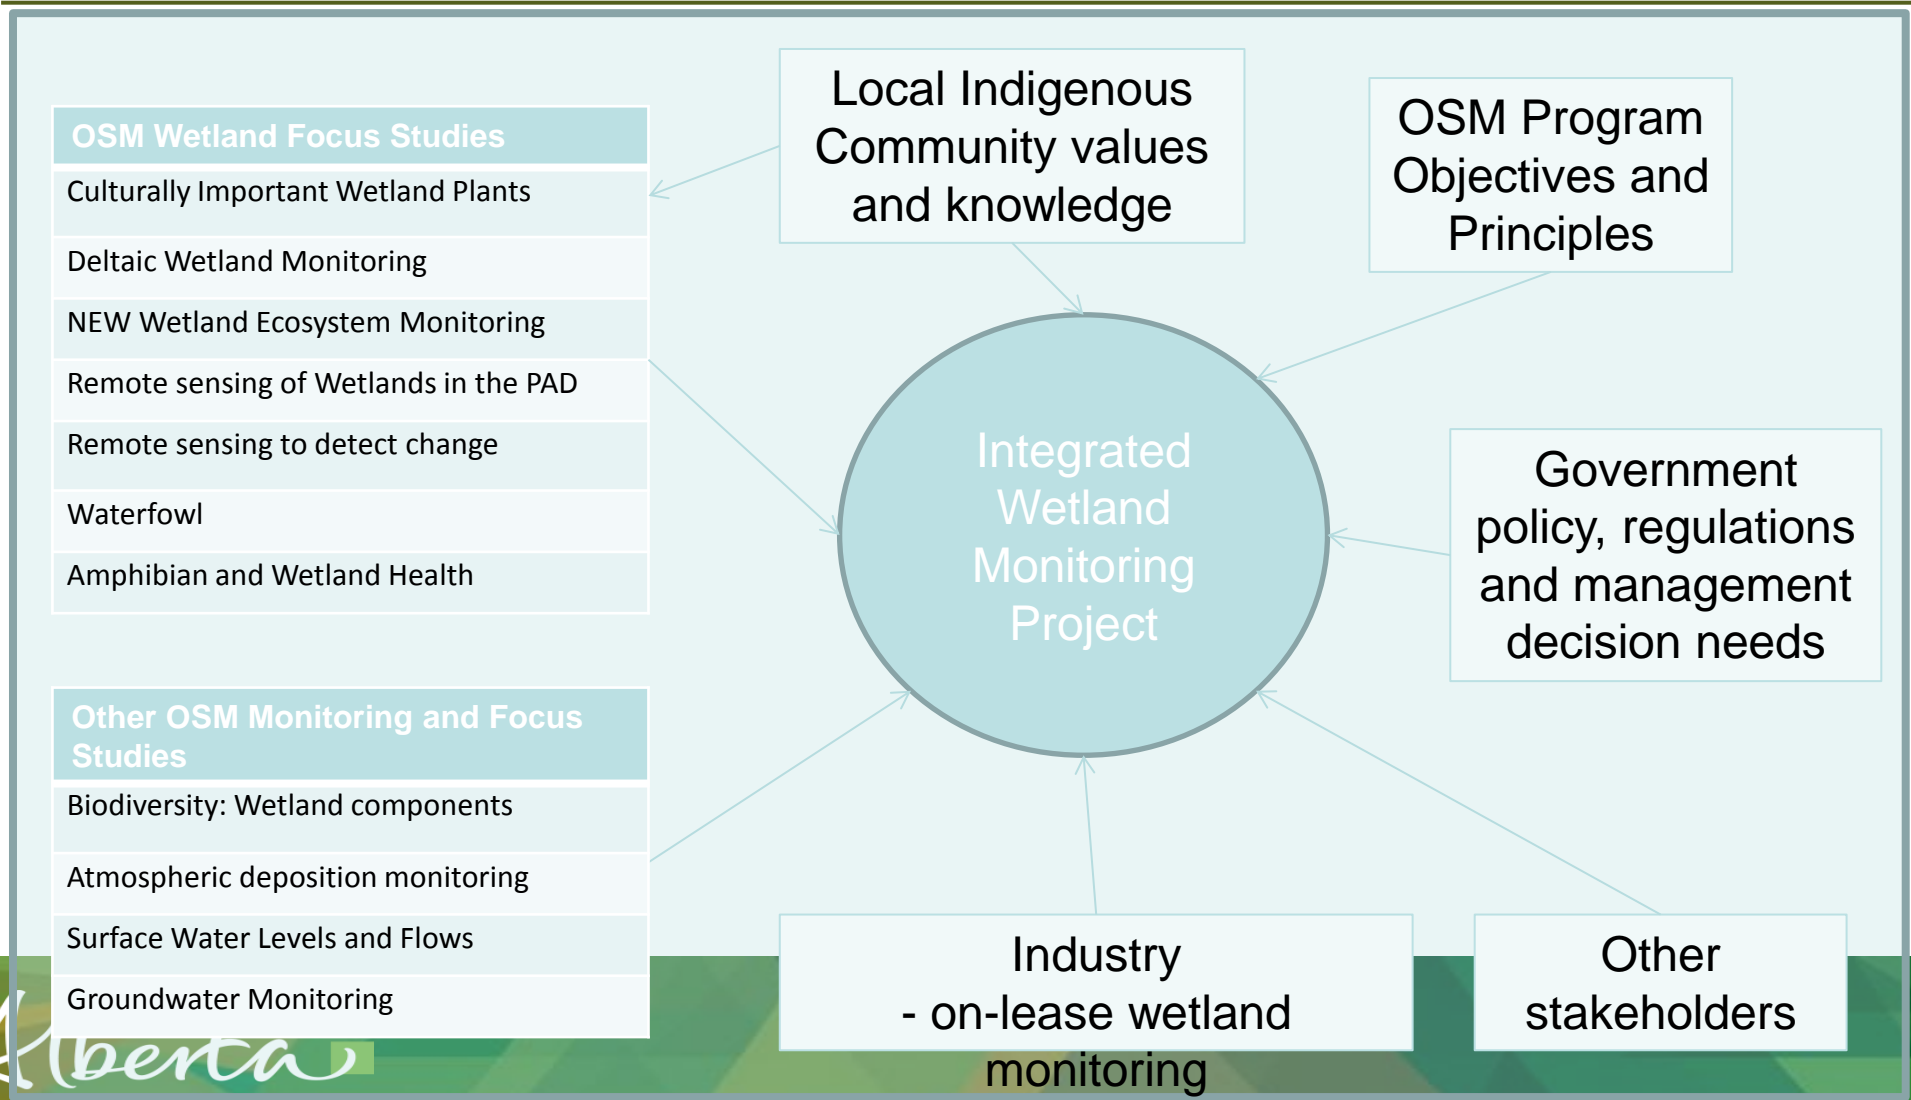 OSM Wetland Focus Studies
Culturally Important Wetland Plants
Deltaic Wetland Monitoring
NEW Wetland Ecosystem Monitoring
Remote sensing of Wetlands in the PAD
Remote sensing to detect change
Waterfowl
Amphibian and Wetland Health
Other OSM Monitoring and Focus
Studies
Biodiversity: Wetland components
Atmospheric deposition monitoring
Surface Water Levels and Flows
Groundwater Monitoring
Local Indigenous
Community values
and knowledge
OSM Program
Objectives and
Principles
Integrated
Wetland
Monitoring
Project
Government
policy, regulations
and management
decision needs
Industry
- on-lease wetland
monitoring
Other
stakeholders
Alberta